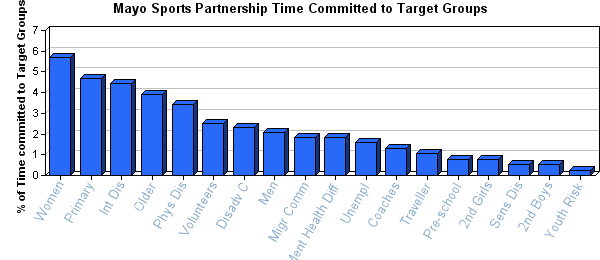 Mayo Sports Partnership Time Committed to Target Groups
% of Time committed to Target Groups
7
6
5
4
3
2
1
0
Women
Primary
Int Dis
Older
Phys Dis
Volunteers
Disadv C
Men
Migr Comm
Ment Health Diff
Unempl
Coaches
Traveller
Pre-school
2nd Girls
Sens Dis
2nd Boys
Youth Risk